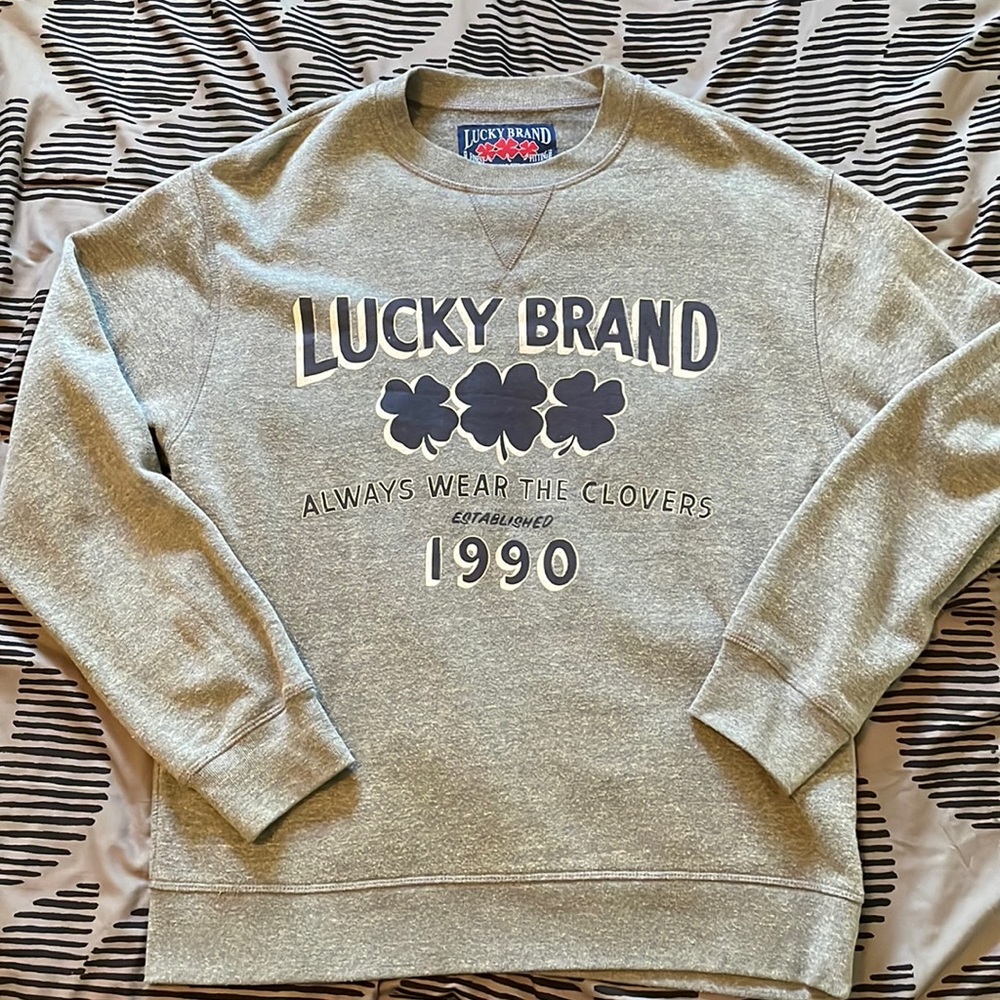 LUCKY BRAND
LUCKY BRAND
ALWAYS WEAR THE CLOVERS
ESTABLISHED
1990